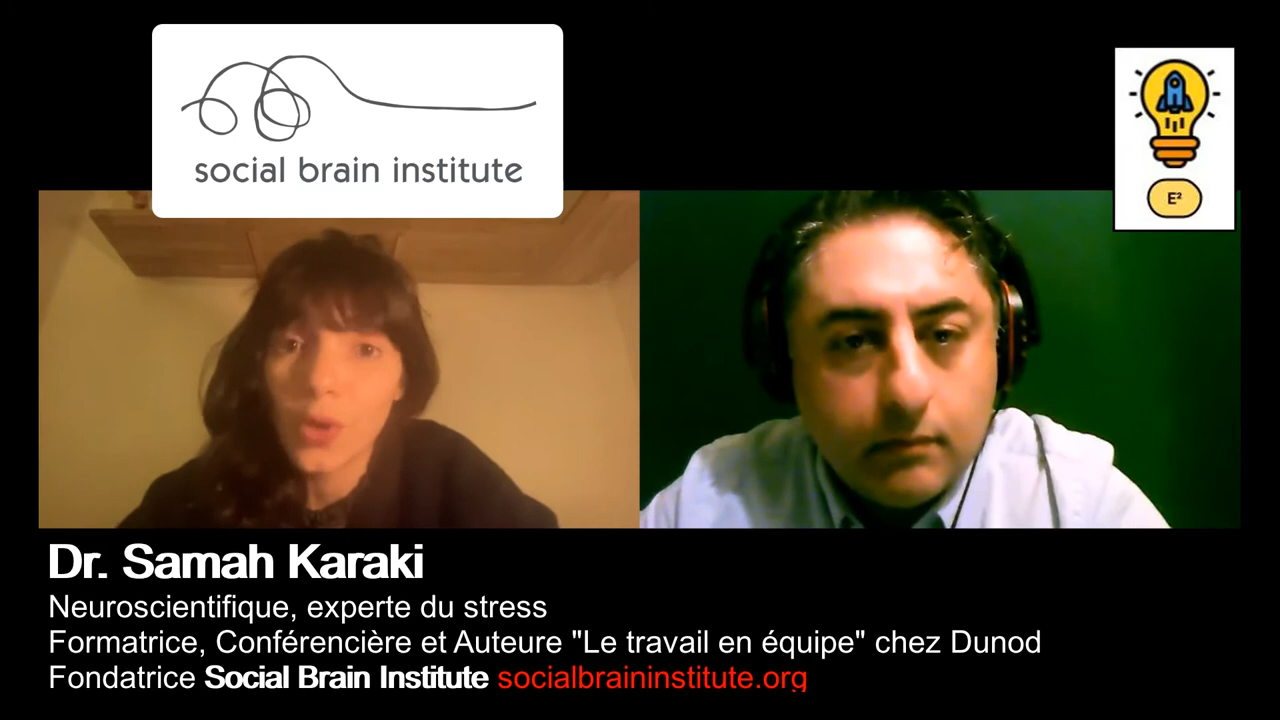 social brain institute
E²
Dr. Samah Karaki
Neuroscientifique, experte du stress
Formatrice, Conférencière et Auteure "Le travail en équipe" chez Dunod
Fondatrice Social Brain Institute socialbraininstitute.org